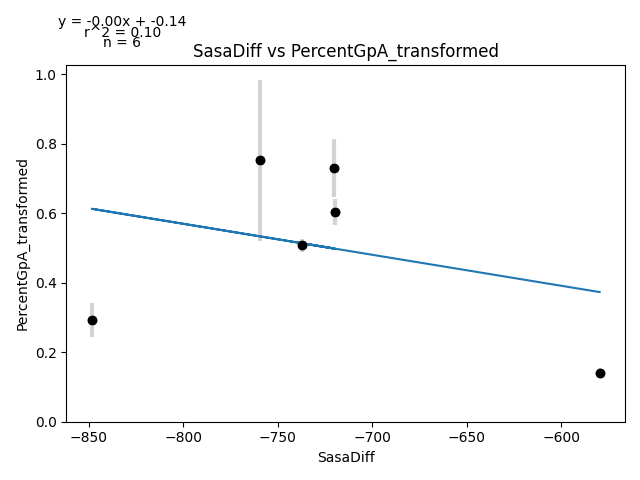 y = -0.00x + -0.14
r^2 = 0.10
n = 6
SasaDiff vs PercentGpA_transformed
1.0
0.8
0.6
0.4
0.2
0.0
PercentGpA_transformed
−850
−800
−750
−700
−650
−600
SasaDiff